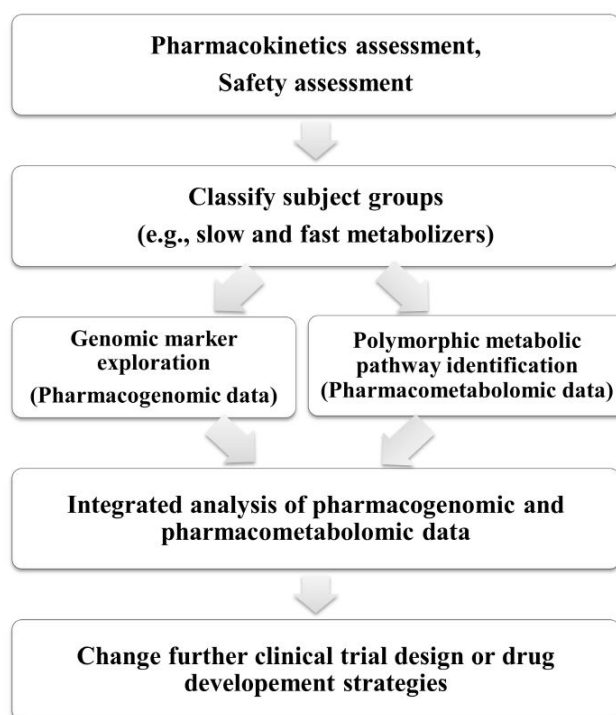 Pharmacokinetics assessment,
Safety assessment
Classify subject groups
(e.g., slow and fast metabolizers)
Genomic marker
exploration
(Pharmacogenomic data)
Polymorphic metabolic
pathway identification
(Pharmacometabolomic data)
Integrated analysis of pharmacogenomic and
pharmacometabolomic data
Change further clinical trial design or drug
developement strategies